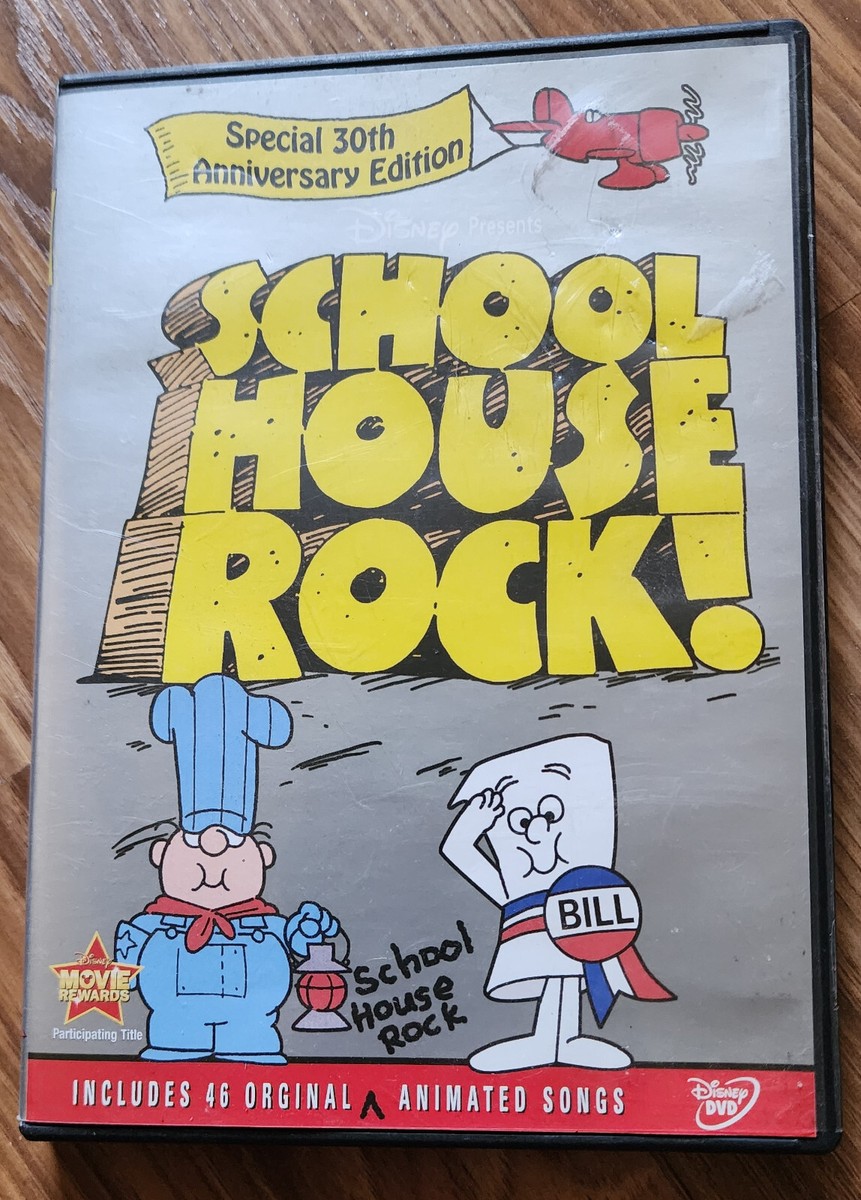 Special 30th
Anniversary Edition
Disney Presents
SCHOOL
HOUSE
ROCK!
BILL
School
House
Rock
Disney
MOVIE
REWARDS
Participating Title
INCLUDES 46 ORGINAL ^ ANIMATED SONGS
Disney
DVD